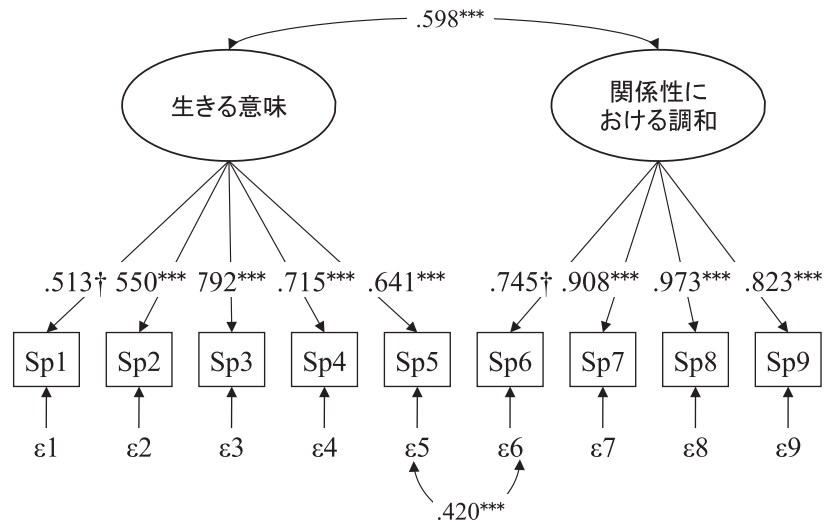 .598***
生きる意味
関係性に
おける調和
.513† 550*** 792*** .715*** .641*** .745† .908*** .973*** .823***
Sp1 Sp2 Sp3 Sp4 Sp5 Sp6 Sp7 Sp8 Sp9
ε1 ε2 ε3 ε4 ε5 ε6 ε7 ε8 ε9
.420***